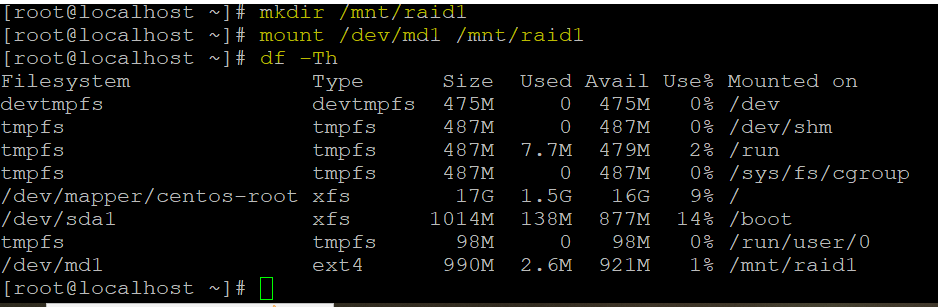 [root@localhost ~]# mkdir /mnt/raid1
[root@localhost ~]# mount /dev/md1 /mnt/raid1
[root@localhost ~]# df -Th
Filesystem              Type      Size  Used Avail Use% Mounted on
devtmpfs                devtmpfs  475M     0  475M   0% /dev
tmpfs                   tmpfs     487M     0  487M   0% /dev/shm
tmpfs                   tmpfs     487M  7.7M  479M   2% /run
tmpfs                   tmpfs     487M     0  487M   0% /sys/fs/cgroup
/dev/mapper/centos-root xfs        17G  1.5G   16G   9% /
/dev/sda1               xfs      1014M  138M  877M  14% /boot
tmpfs                   tmpfs      98M     0   98M   0% /run/user/0
/dev/md1                ext4      990M  2.6M  921M   1% /mnt/raid1
[root@localhost ~]#